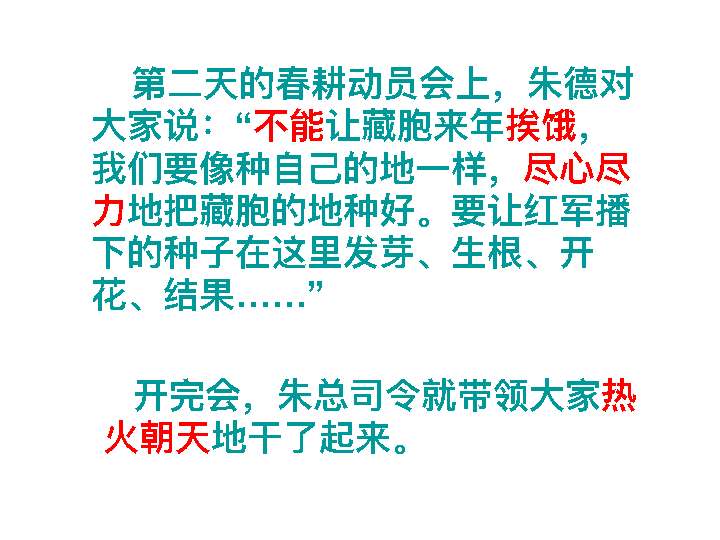 第二天的春耕动员会上，朱德对
大家说：“不能让藏胞来年挨饿，
我们要像种自己的地一样，尽心尽
力地把藏胞的地种好。要让红军播
下的种子在这里发芽、生根、开
花、结果……”
开完会，朱总司令就带领大家热
火朝天地干了起来。